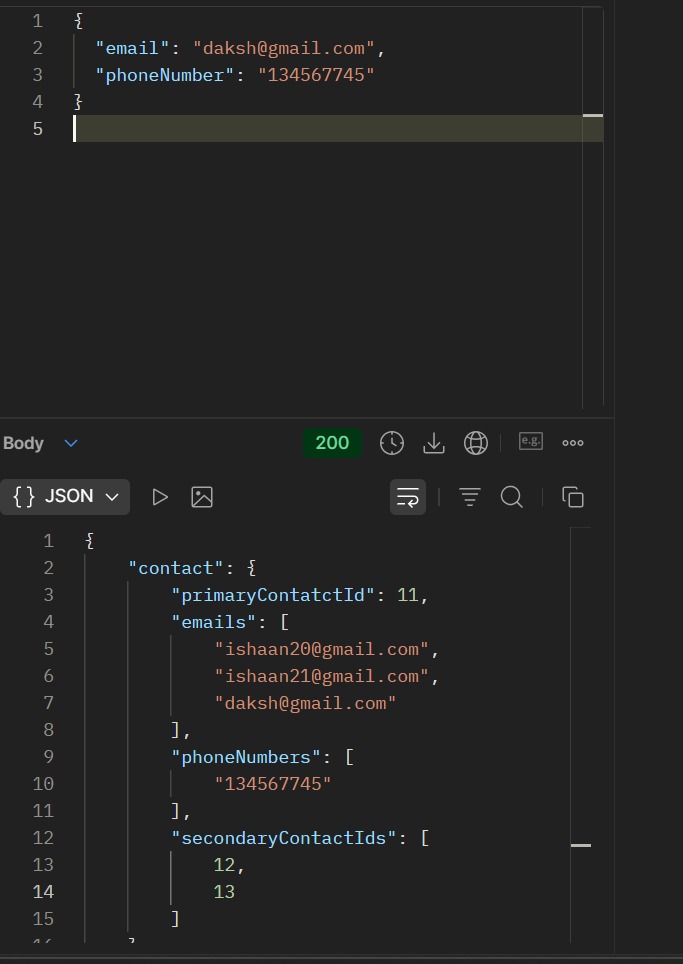 1 {
2 "email": "daksh@gmail.com",
3 "phoneNumber": "134567745"
4 }
5
Body 200 e.g.
{} JSON
1 {
2 "contact": {
3 "primaryContatctId": 11,
4 "emails": [
5 "ishaan20@gmail.com",
6 "ishaan21@gmail.com",
7 "daksh@gmail.com"
8 ],
9 "phoneNumbers": [
10 "134567745"
11 ],
12 "secondaryContactIds": [
13 12,
14 13
15 ]
16 }